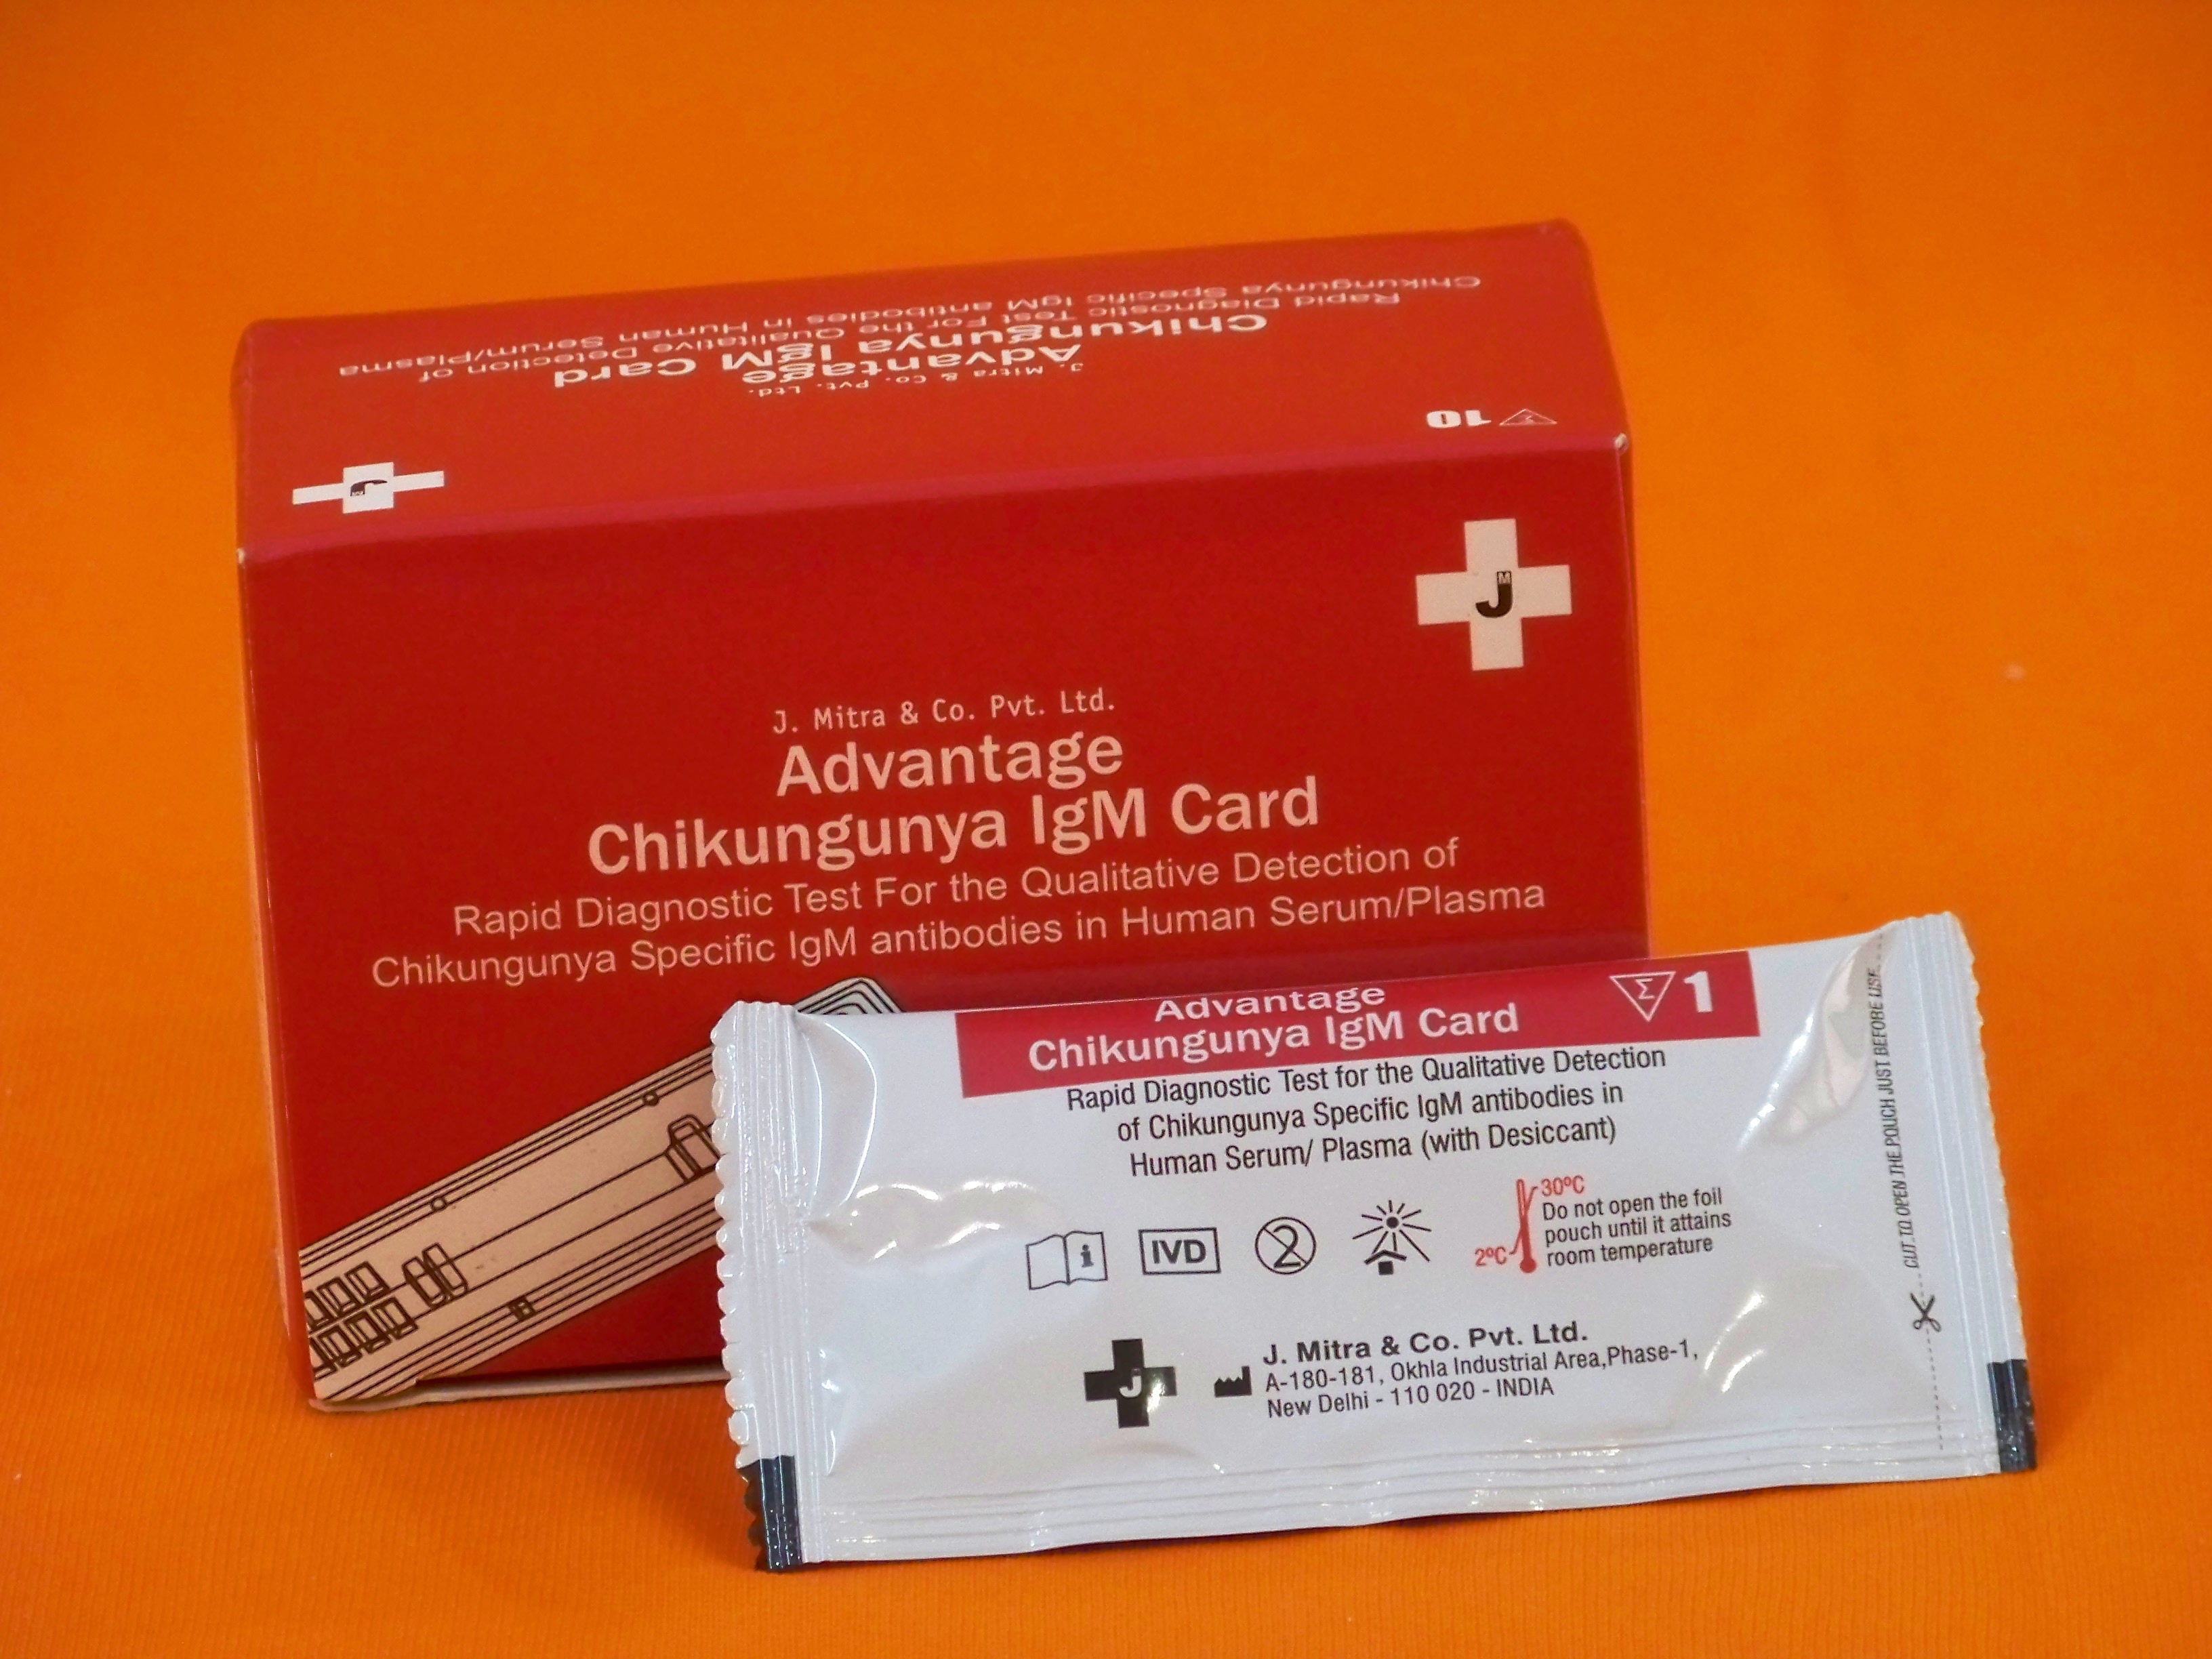 Chikungunya Specific IgM antibodies in Human Serum/Plasma
Rapid Diagnostic Test For the Qualitative Detection of
Chikungunya IgM Card
Advantage
J. Mitra & Co. Pvt. Ltd.
Σ 10
J
JM
J. Mitra & Co. Pvt. Ltd.
Advantage
Chikungunya IgM Card
Rapid Diagnostic Test For the Qualitative Detection of
Chikungunya Specific IgM antibodies in Human Serum/Plasma
Advantage
Chikungunya IgM Card
Σ 1
Rapid Diagnostic Test for the Qualitative Detection
of Chikungunya Specific IgM antibodies in
Human Serum/ Plasma (with Desiccant)
i
IVD
2
30ºC
2ºC
Do not open the foil
pouch until it attains
room temperature
J
J. Mitra & Co. Pvt. Ltd.
A-180-181, Okhla Industrial Area,Phase-1,
New Delhi - 110 020 - INDIA
CUT TO OPEN THE POUCH JUST BEFORE USE